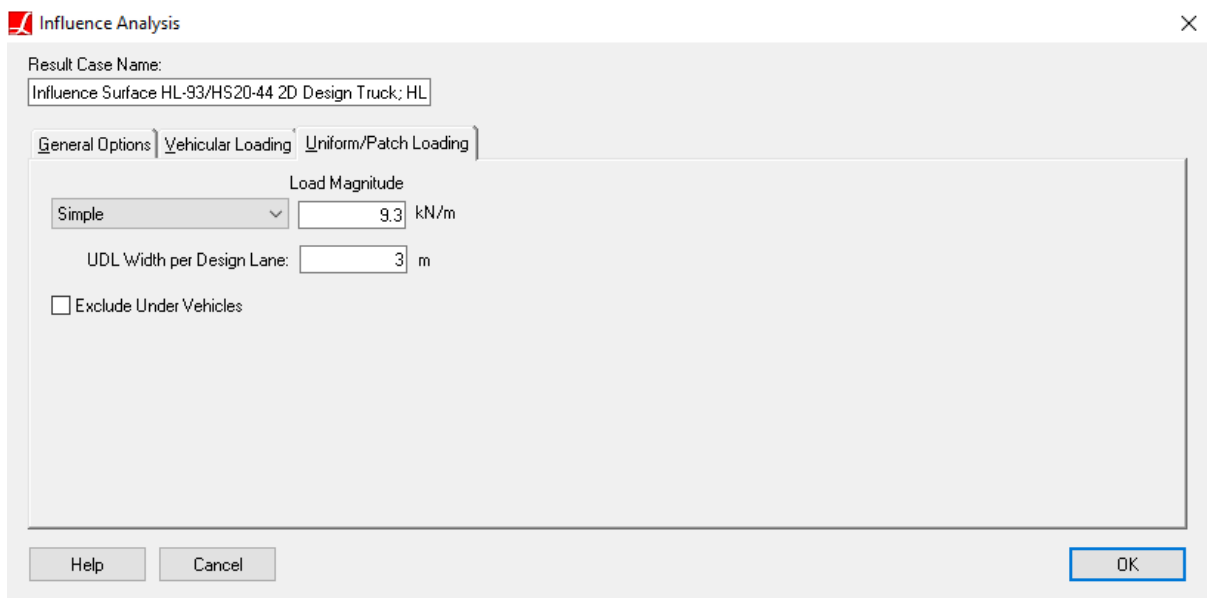 Influence Analysis
Result Case Name:
Influence Surface HL-93/HS20-44 2D Design Truck; HL
General Options Vehicular Loading Uniform/Patch Loading
Load Magnitude
Simple 9.3 kN/m
UDL Width per Design Lane: 3 m
Exclude Under Vehicles
Help Cancel OK